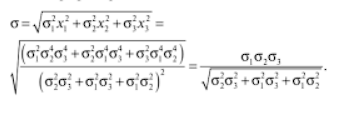 σ = √(σ₁²x₁² + σ₂²x₂² + σ₃²x₃²) =
√((σ₁²σ₂⁴σ₃⁴ + σ₂²σ₁⁴σ₃⁴ + σ₃²σ₁⁴σ₂⁴) / (σ₂²σ₃² + σ₁²σ₃² + σ₁²σ₂²)²) = σ₁σ₂σ₃ / √(σ₂²σ₃² + σ₁²σ₃² + σ₁²σ₂²).